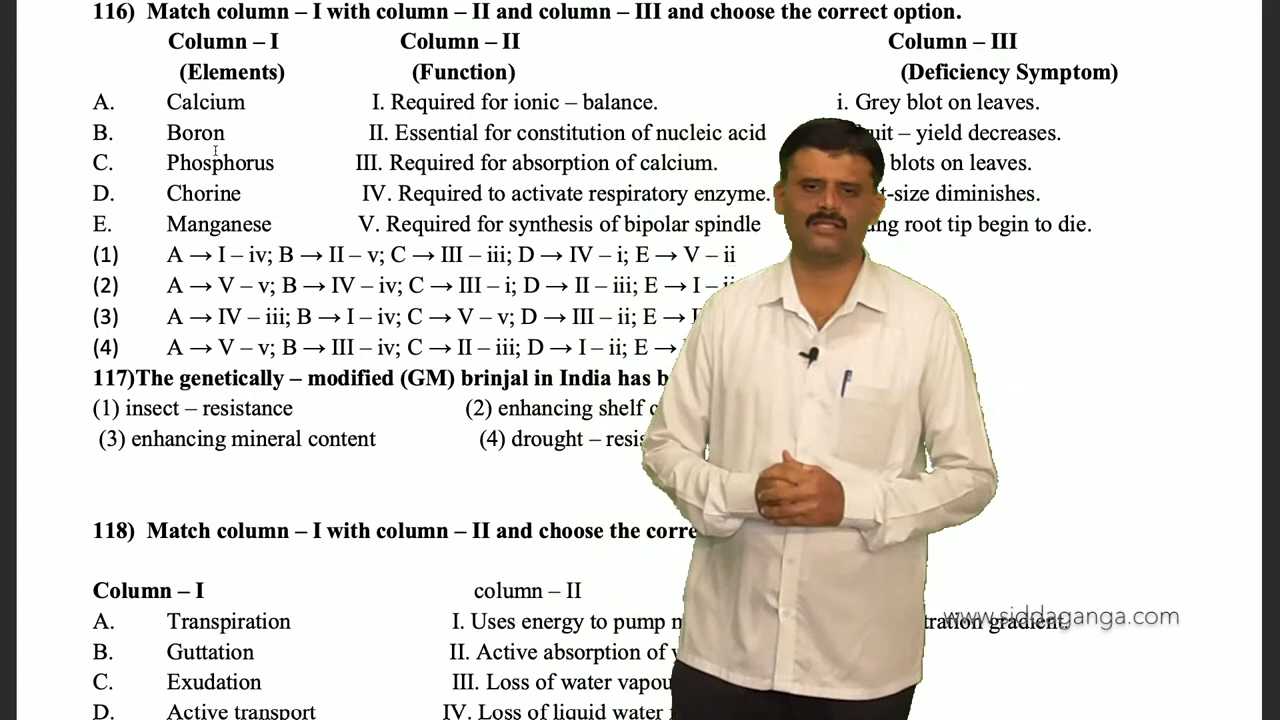 116) Match column – I with column – II and column – III and choose the correct option.
Column – I Column – II Column – III
(Elements) (Function) (Deficiency Symptom)
A. Calcium I. Required for ionic – balance. i. Grey blot on leaves.
B. Boron II. Essential for constitution of nucleic acid – yield decreases.
C. Phosphorus III. Required for absorption of calcium. blots on leaves.
D. Chorine IV. Required to activate respiratory enzyme. -size diminishes.
E. Manganese V. Required for synthesis of bipolar spindle root tip begin to die.
(1) A → I – iv; B → II – v; C → III – iii; D → IV – i; E → V – ii
(2) A → V – v; B → IV – iv; C → III – i; D → II – iii; E → I –
(3) A → IV – iii; B → I – iv; C → V – v; D → III – ii; E →
(4) A → V – v; B → III – iv; C → II – iii; D → I – ii; E →
117)The genetically – modified (GM) brinjal in India has
(1) insect – resistance (2) enhancing shelf
(3) enhancing mineral content (4) drought –
118) Match column – I with column – II and choose the
Column – I column – II
A. Transpiration I. Uses energy to pump gradient.
B. Guttation II. Active absorption of
C. Exudation III. Loss of water
D. Active transport IV. Loss of liquid water
www.siddaganga.com